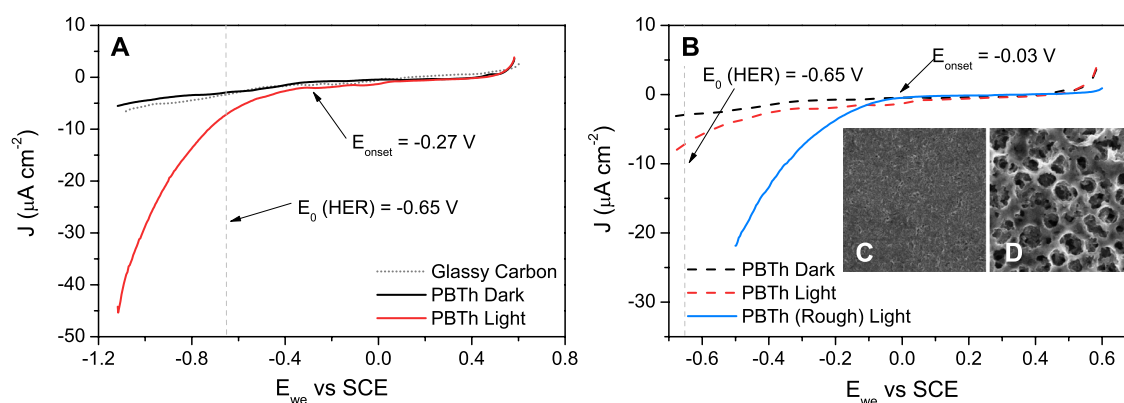 A
10
0
-10
-20
-30
-40
-50
J (µA cm-2)
-1.2
-0.8
-0.4
0.0
0.4
0.8
Ewe vs SCE
Eonset = -0.27 V
E0 (HER) = -0.65 V
Glassy Carbon
PBTh Dark
PBTh Light
B
10
0
-10
-20
-30
J (µA cm-2)
-0.6
-0.4
-0.2
0.0
0.2
0.4
0.6
Ewe vs SCE
Eonset = -0.03 V
E0 (HER) = -0.65 V
C
D
PBTh Dark
PBTh Light
PBTh (Rough) Light